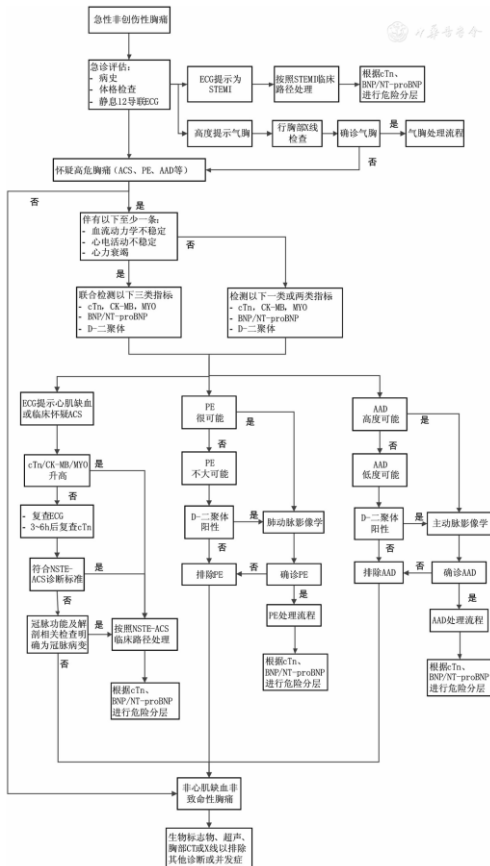 急性非创伤性胸痛
急诊评估:
- 病史
- 体格检查
- 静息12导联ECG
ECG提示为
STEMI
按照STEMI临床
路径处理
根据cTn、
BNP/NT-proBNP
进行危险分层
高度提示气胸
行胸部X线
检查
确诊气胸
是
气胸处理流程
否
怀疑高危胸痛(ACS、PE、AAD等)
否
是
伴有以下至少一条:
- 血流动力学不稳定
- 心电活动不稳定
- 心力衰竭
否
是
联合检测以下三类指标:
- cTn, CK-MB, MYO
- BNP/NT-proBNP
- D-二聚体
检测以下一类或两类指标:
- cTn, CK-MB, MYO
- BNP/NT-proBNP
- D-二聚体
ECG提示心肌缺血
或临床怀疑ACS
cTn/CK-MB/MYO
升高
是
否
- 复查ECG
- 3~6h后复查cTn
符合NSTE-
ACS诊断标准
是
否
冠脉功能及解
剖相关检查明
确为冠脉病变
是
否
按照NSTE-ACS
临床路径处理
根据cTn、
BNP/NT-proBNP
进行危险分层
PE
很可能
是
否
PE
不大可能
D-二聚体
阳性
是
肺动脉影像学
否
排除PE
否
确诊PE
是
PE处理流程
根据cTn、
BNP/NT-proBNP
进行危险分层
AAD
高度可能
是
否
AAD
低度可能
D-二聚体
阳性
是
主动脉影像学
否
排除AAD
否
确诊AAD
是
AAD处理流程
根据cTn、
BNP/NT-proBNP
进行危险分层
非心肌缺血非
致命性胸痛
生物标志物、超声、
胸部CT或X线以排除
其他诊断或并发症